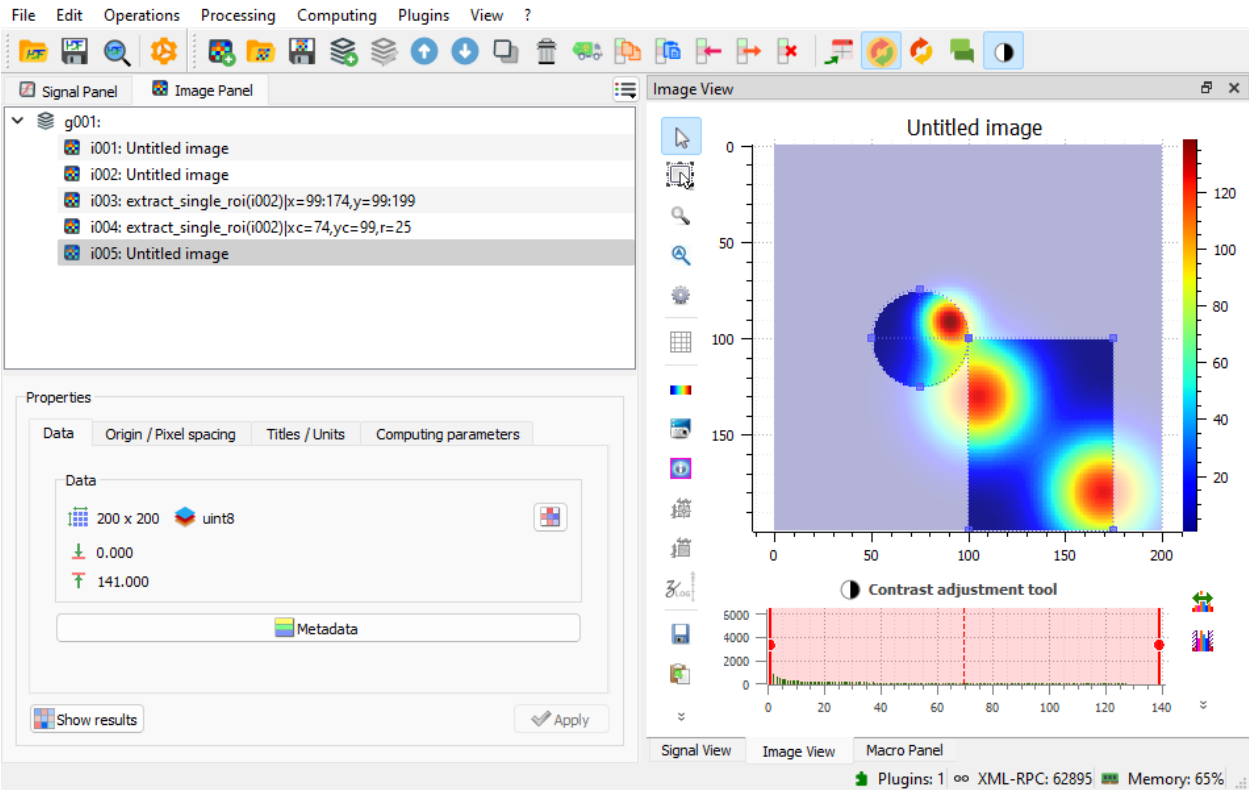 File Edit Operations Processing Computing Plugins View ?
Signal Panel Image Panel
g001:
i001: Untitled image
i002: Untitled image
i003: extract_single_roi(i002)|x=99:174,y=99:199
i004: extract_single_roi(i002)|xc=74,yc=99,r=25
i005: Untitled image
Properties
Data Origin / Pixel spacing Titles / Units Computing parameters
Data
200 x 200 uint8
0.000
141.000
Metadata
Show results Apply
Image View
Untitled image
0
50
100
150
0 50 100 150 200
120
100
80
60
40
20
Contrast adjustment tool
6000
4000
2000
0
0 20 40 60 80 100 120 140
Signal View Image View Macro Panel
Plugins: 1 XML-RPC: 62895 Memory: 65%